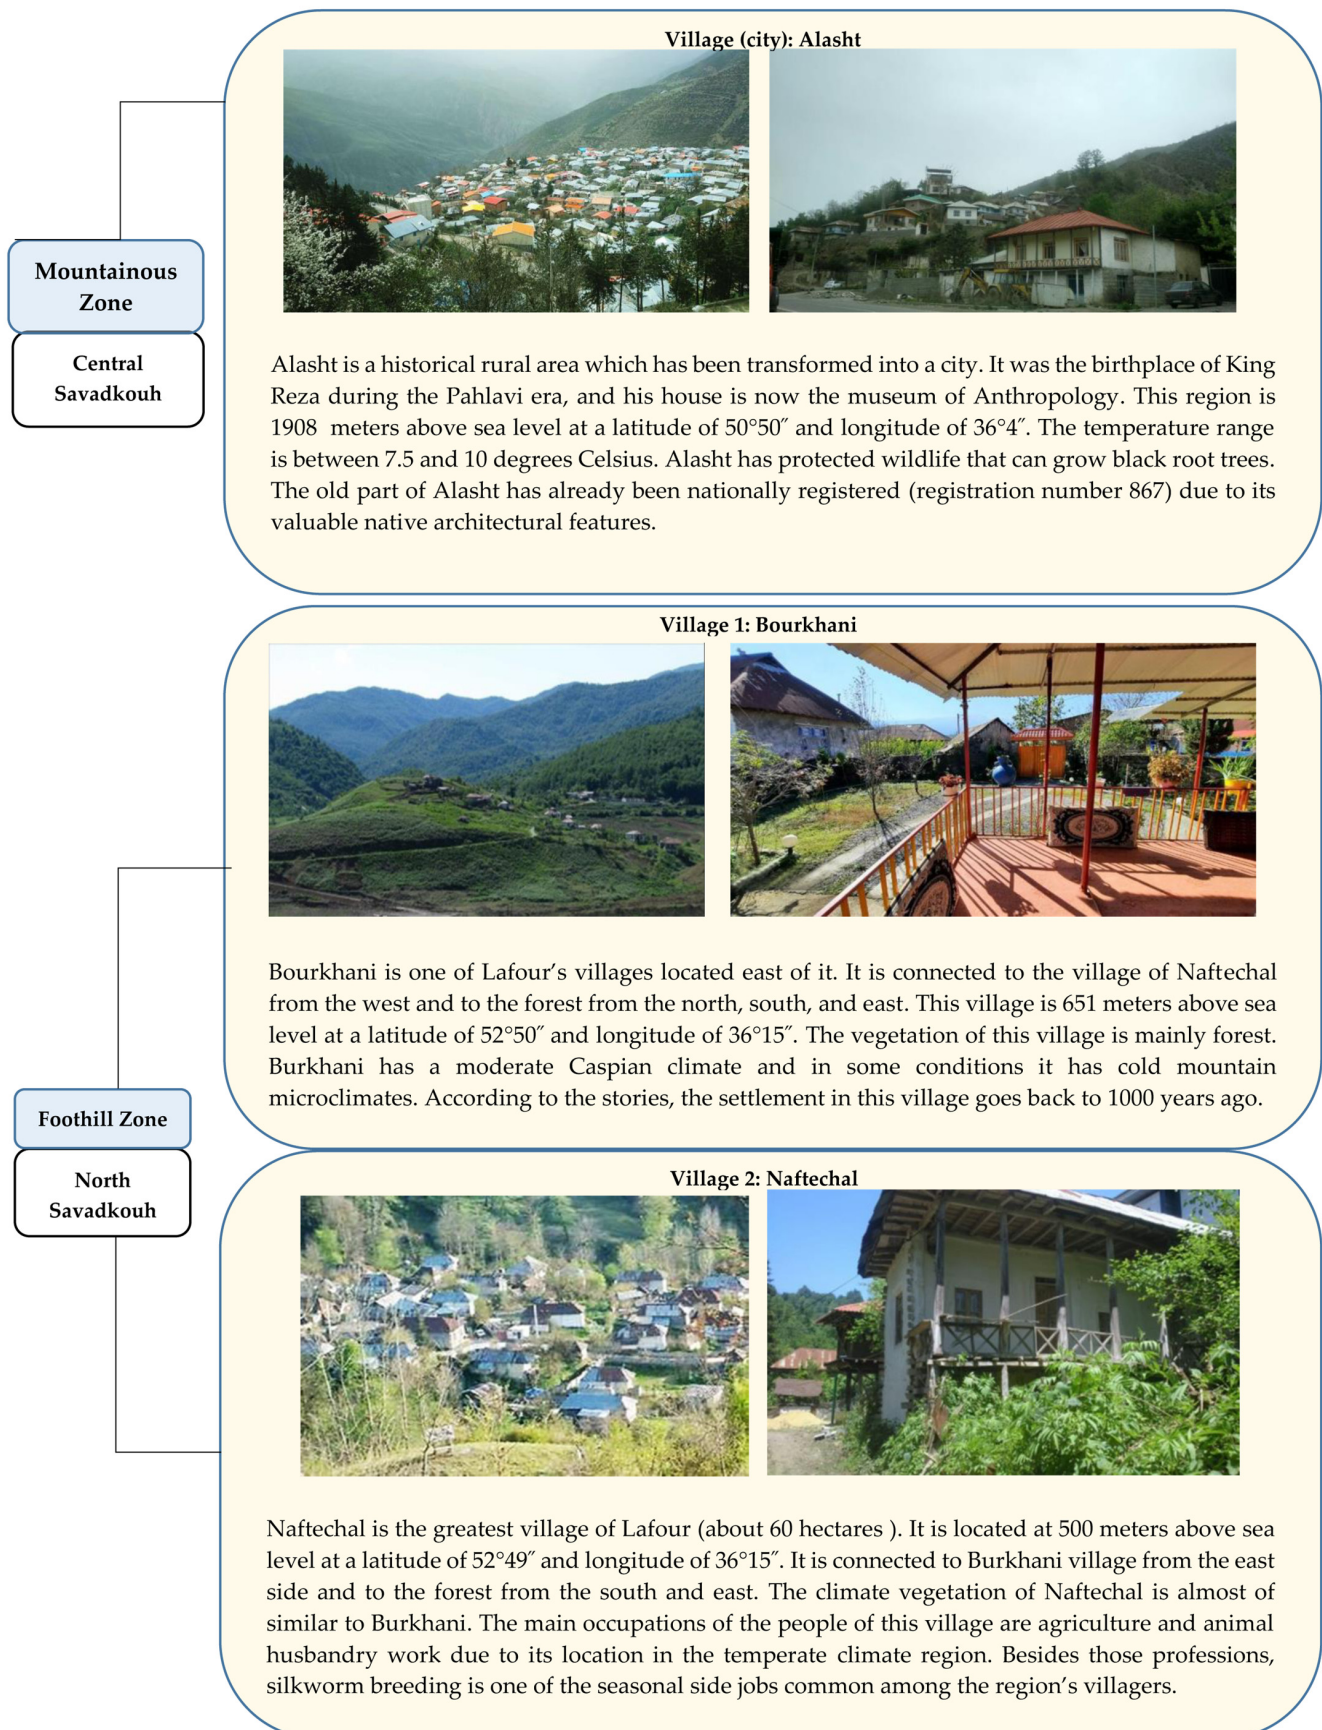 Village (city): Alasht
Mountainous
Zone
Central
Savadkouh
Alasht is a historical rural area which has been transformed into a city. It was the birthplace of King
Reza during the Pahlavi era, and his house is now the museum of Anthropology. This region is
1908 meters above sea level at a latitude of 50°50″ and longitude of 36°4″. The temperature range
is between 7.5 and 10 degrees Celsius. Alasht has protected wildlife that can grow black root trees.
The old part of Alasht has already been nationally registered (registration number 867) due to its
valuable native architectural features.
Village 1: Bourkhani
Bourkhani is one of Lafour’s villages located east of it. It is connected to the village of Naftechal
from the west and to the forest from the north, south, and east. This village is 651 meters above sea
level at a latitude of 52°50″ and longitude of 36°15″. The vegetation of this village is mainly forest.
Burkhani has a moderate Caspian climate and in some conditions it has cold mountain
microclimates. According to the stories, the settlement in this village goes back to 1000 years ago.
Foothill Zone
North
Savadkouh
Village 2: Naftechal
Naftechal is the greatest village of Lafour (about 60 hectares ). It is located at 500 meters above sea
level at a latitude of 52°49″ and longitude of 36°15″. It is connected to Burkhani village from the east
side and to the forest from the south and east. The climate vegetation of Naftechal is almost of
similar to Burkhani. The main occupations of the people of this village are agriculture and animal
husbandry work due to its location in the temperate climate region. Besides those professions,
silkworm breeding is one of the seasonal side jobs common among the region’s villagers.